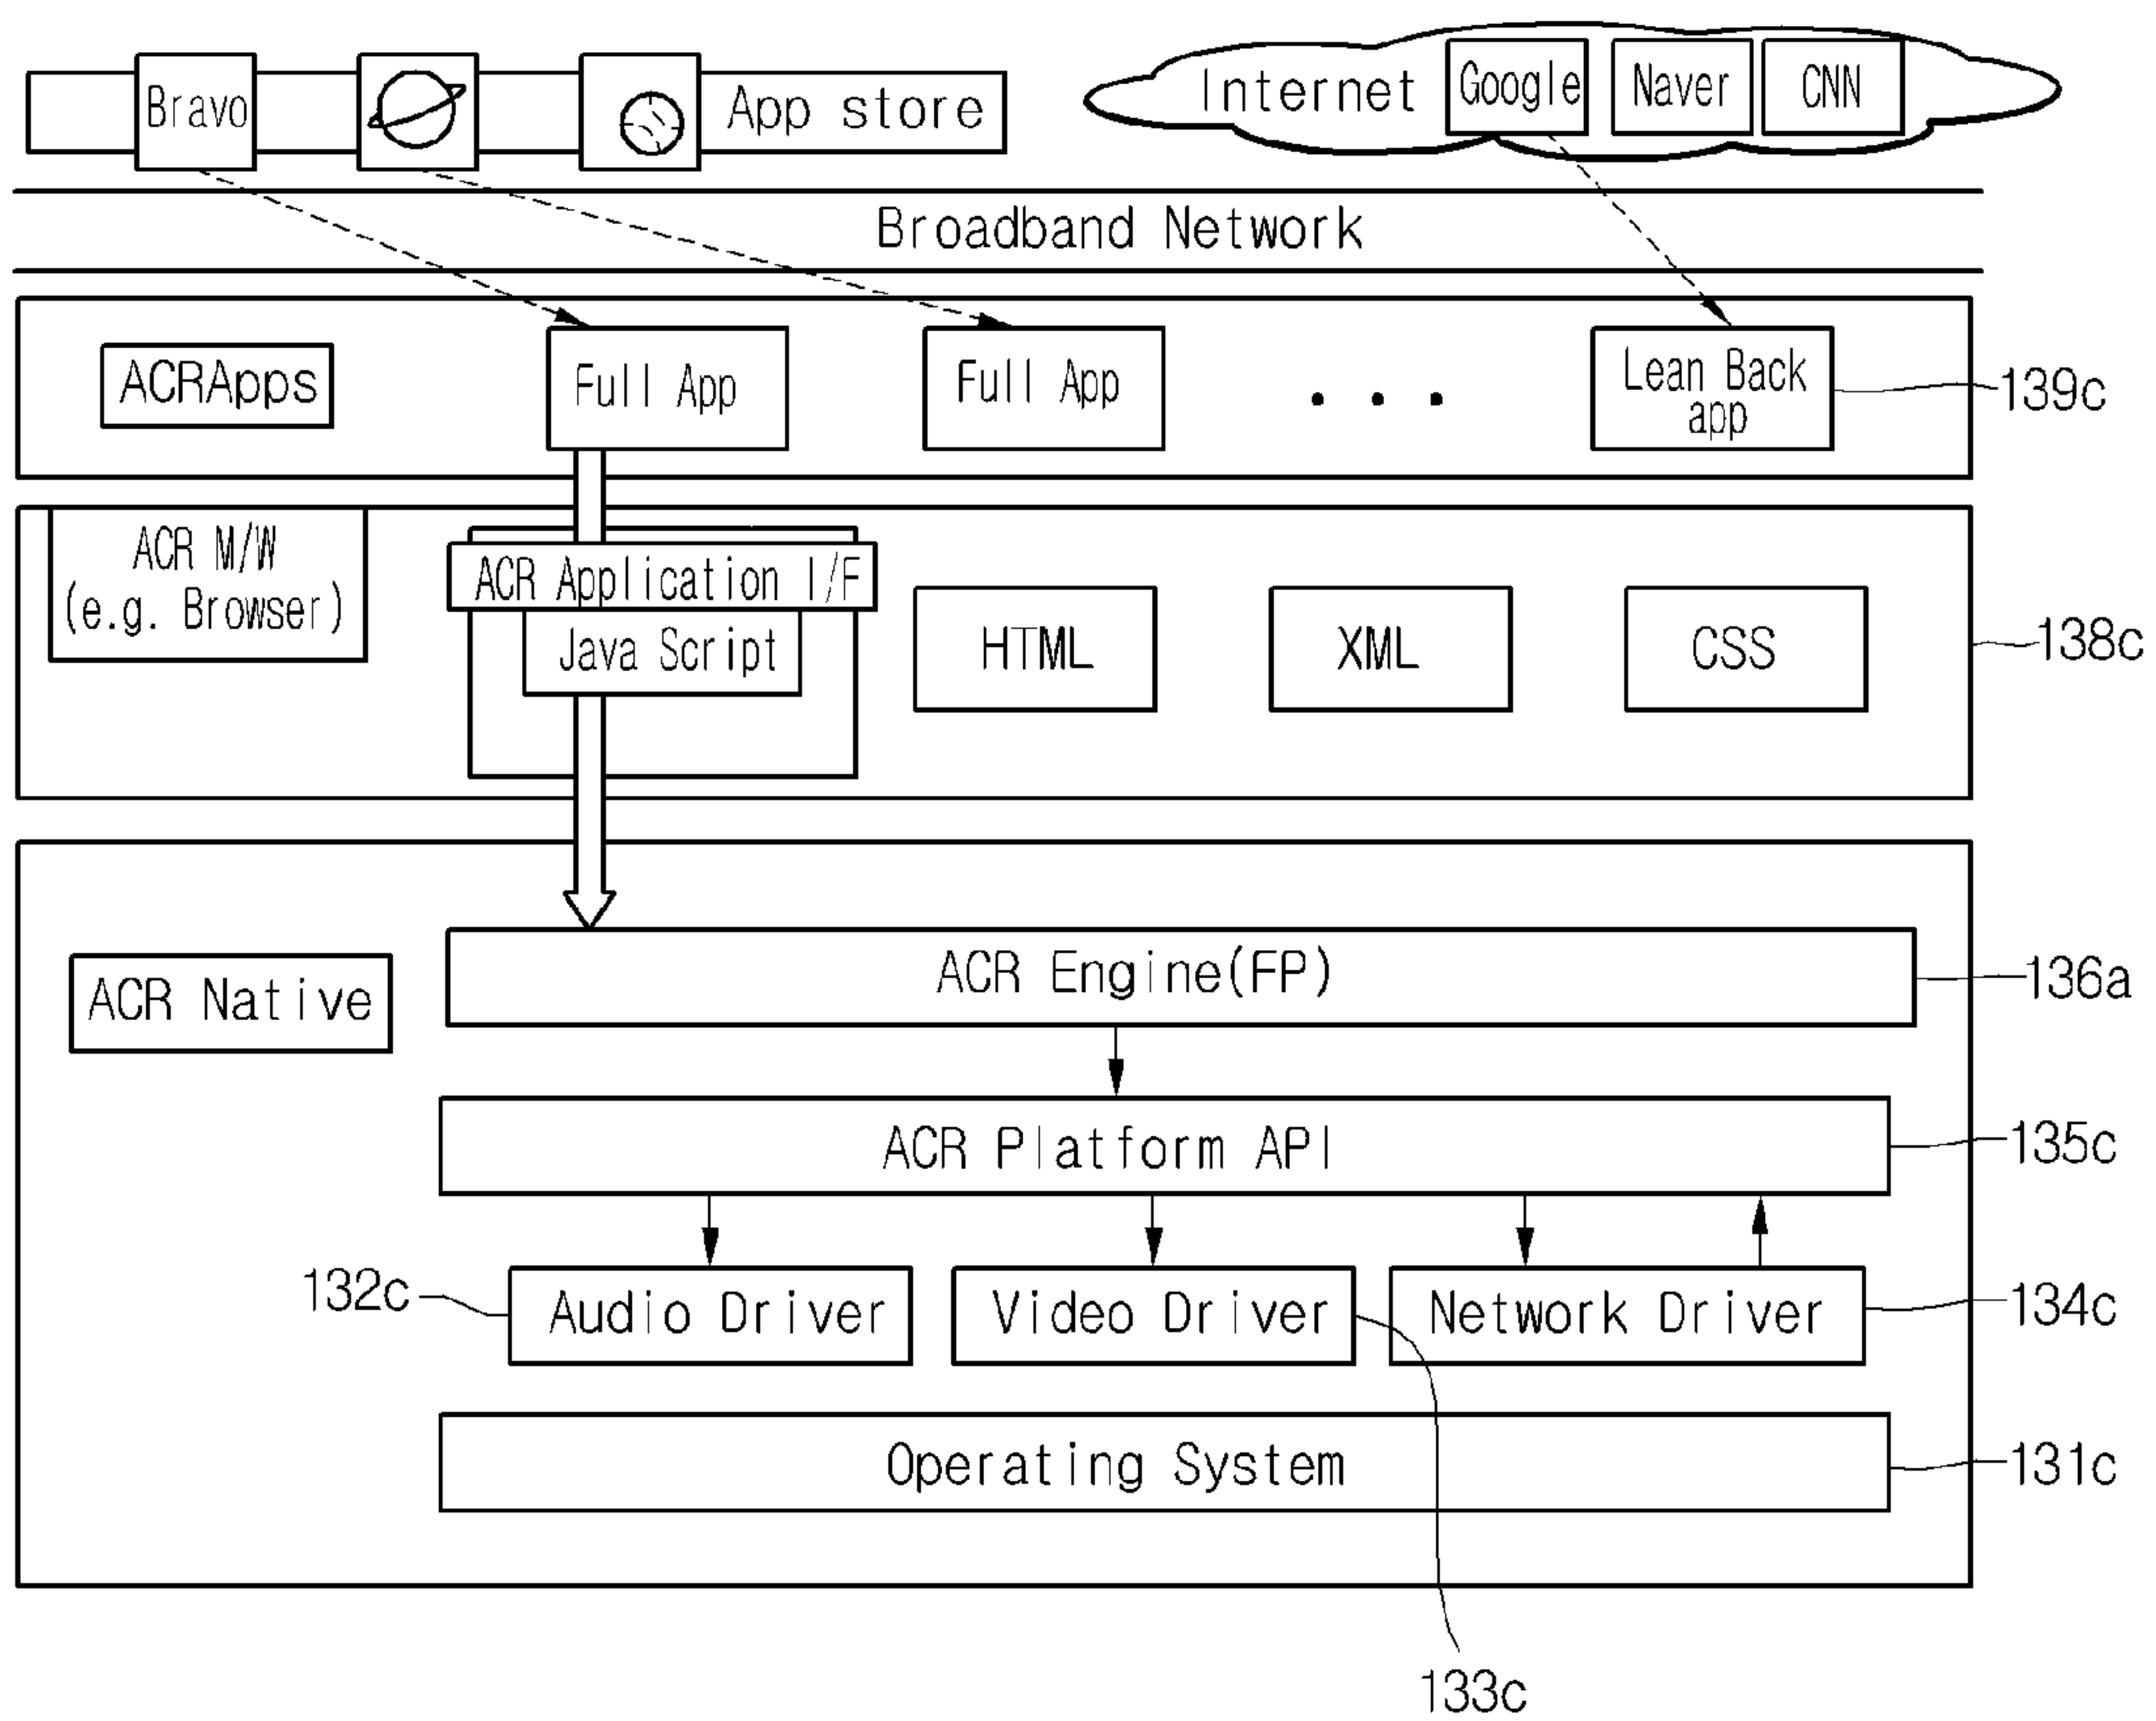 Bravo
App store
Internet
Google
Naver
CNN
Broadband Network
ACRApps
Full App
Full App
• • •
Lean Back
app
139c
ACR M/W
(e.g. Browser)
ACR Application I/F
Java Script
HTML
XML
CSS
138c
ACR Native
ACR Engine(FP)
136a
ACR Platform API
135c
132c
Audio Driver
Video Driver
Network Driver
134c
Operating System
131c
133c